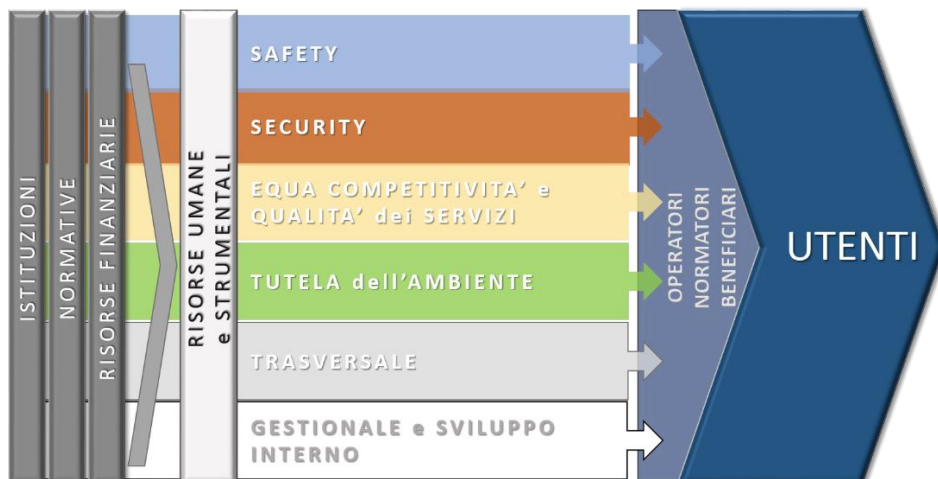 ISTITUZIONI
NORMATIVE
RISORSE FINANZIARIE
RISORSE UMANE
e STRUMENTALI
SAFETY
SECURITY
EQUA COMPETITIVITA’ e
QUALITA’ dei SERVIZI
TUTELA dell’AMBIENTE
TRASVERSALE
GESTIONALE e SVILUPPO
INTERNO
OPERATORI
NORMATORI
BENEFICIARI
UTENTI